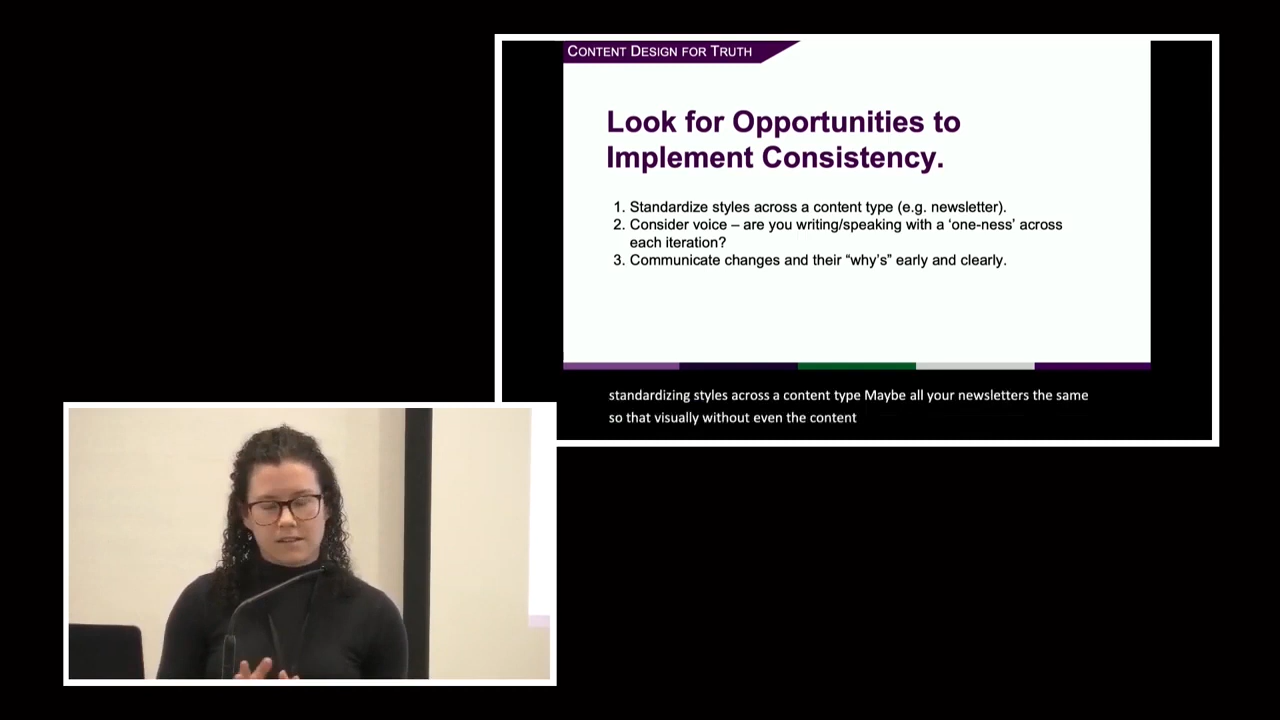 CONTENT DESIGN FOR TRUTH
Look for Opportunities to
Implement Consistency.
1. Standardize styles across a content type (e.g. newsletter).
2. Consider voice – are you writing/speaking with a ‘one-ness’ across
each iteration?
3. Communicate changes and their “why’s” early and clearly.
standardizing styles across a content type Maybe all your newsletters the same
so that visually without even the content